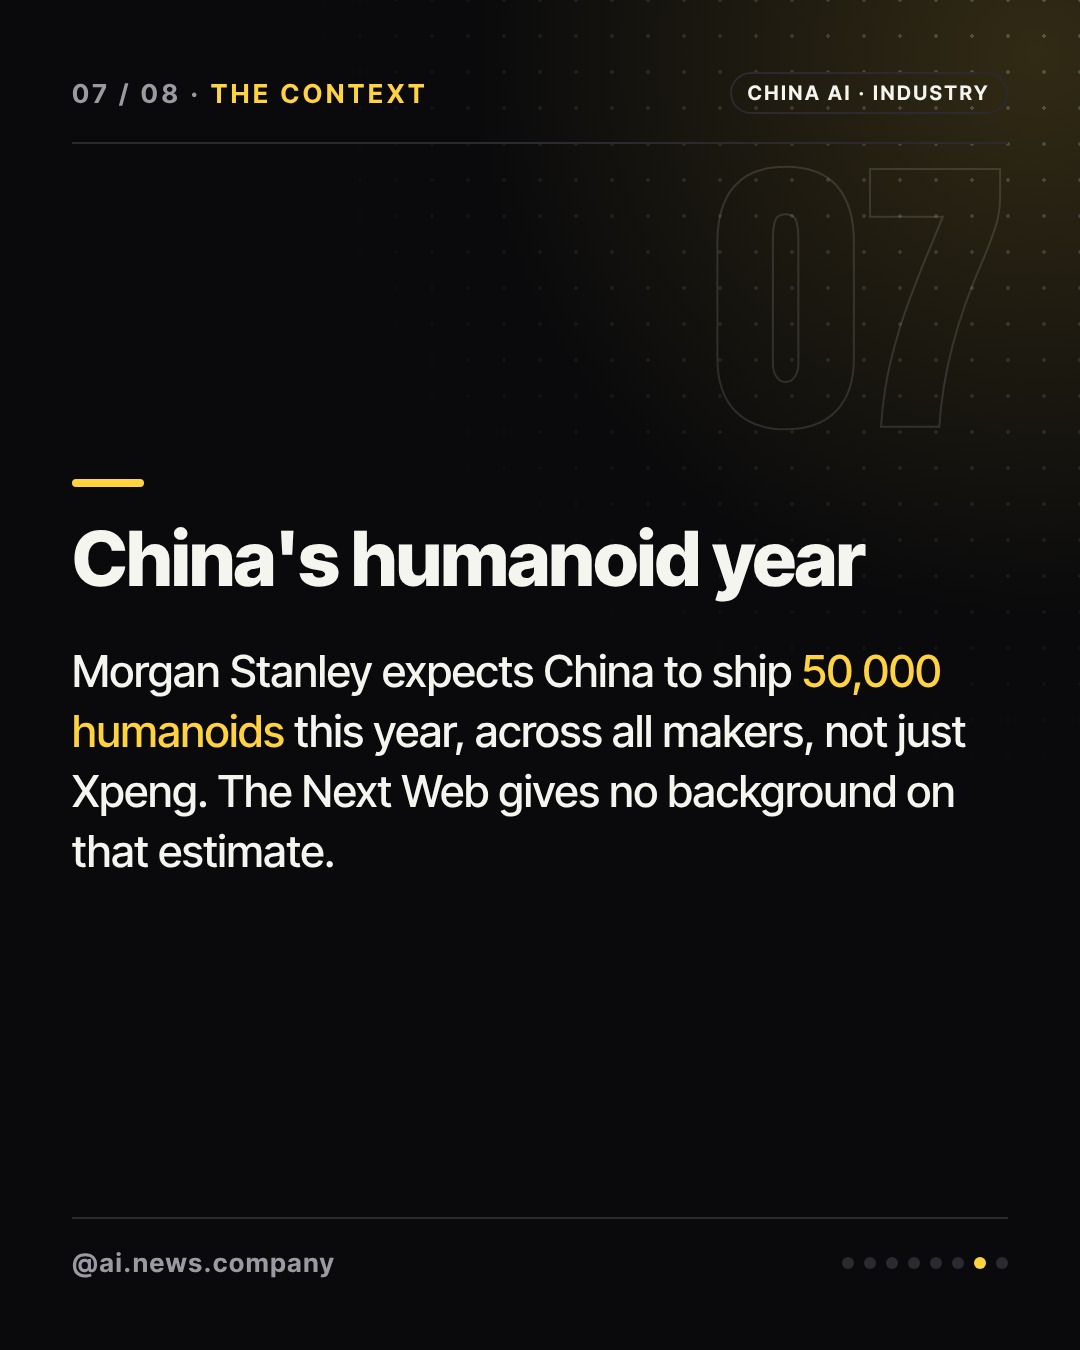 07 / 08 · THE CONTEXT
CHINA AI · INDUSTRY
07
China's humanoid year
Morgan Stanley expects China to ship 50,000
humanoids this year, across all makers, not just
Xpeng. The Next Web gives no background on
that estimate.
@ai.news.company